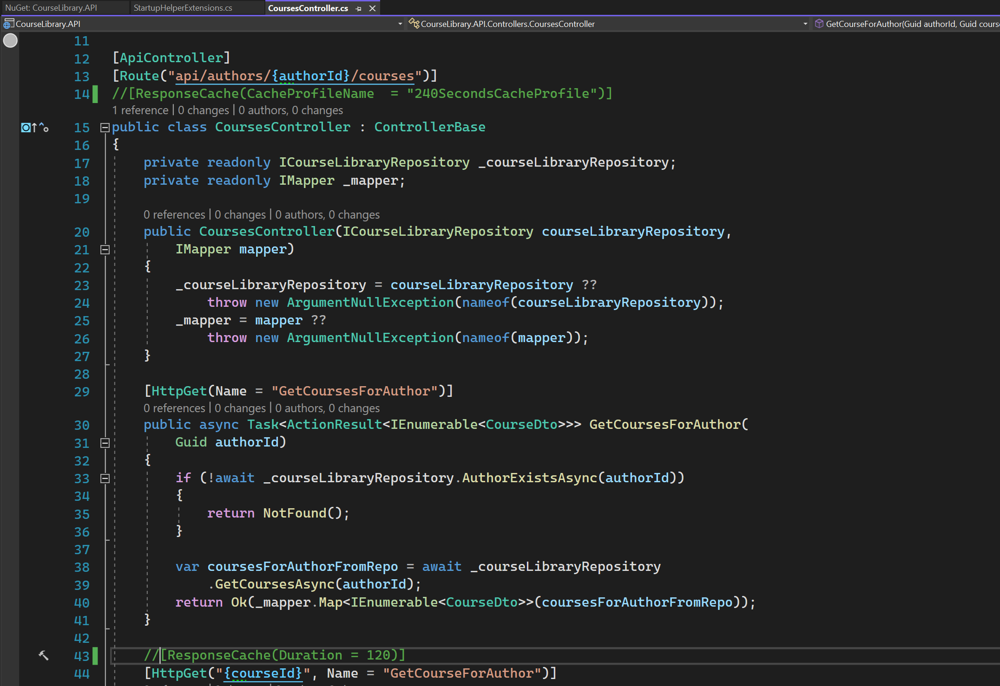 NuGet: CourseLibrary.API StartupHelperExtensions.cs CoursesController.cs
CourseLibrary.API CourseLibrary.API.Controllers.CoursesController GetCourseForAuthor(Guid authorId, Guid cours
11
12 [ApiController]
13 [Route("api/authors/{authorId}/courses")]
14 //[ResponseCache(CacheProfileName  = "240SecondsCacheProfile")]
1 reference | 0 changes | 0 authors, 0 changes
15 public class CoursesController : ControllerBase
16 {
17     private readonly ICourseLibraryRepository _courseLibraryRepository;
18     private readonly IMapper _mapper;
19
0 references | 0 changes | 0 authors, 0 changes
20     public CoursesController(ICourseLibraryRepository courseLibraryRepository,
21         IMapper mapper)
22     {
23         _courseLibraryRepository = courseLibraryRepository ??
24             throw new ArgumentNullException(nameof(courseLibraryRepository));
25         _mapper = mapper ??
26             throw new ArgumentNullException(nameof(mapper));
27     }
28
29     [HttpGet(Name = "GetCoursesForAuthor")]
0 references | 0 changes | 0 authors, 0 changes
30     public async Task<ActionResult<IEnumerable<CourseDto>>> GetCoursesForAuthor(
31         Guid authorId)
32     {
33         if (!await _courseLibraryRepository.AuthorExistsAsync(authorId))
34         {
35             return NotFound();
36         }
37
38         var coursesForAuthorFromRepo = await _courseLibraryRepository
39             .GetCoursesAsync(authorId);
40         return Ok(_mapper.Map<IEnumerable<CourseDto>>(coursesForAuthorFromRepo));
41     }
42
43     //[ResponseCache(Duration = 120)]
44     [HttpGet("{courseId}", Name = "GetCourseForAuthor")]